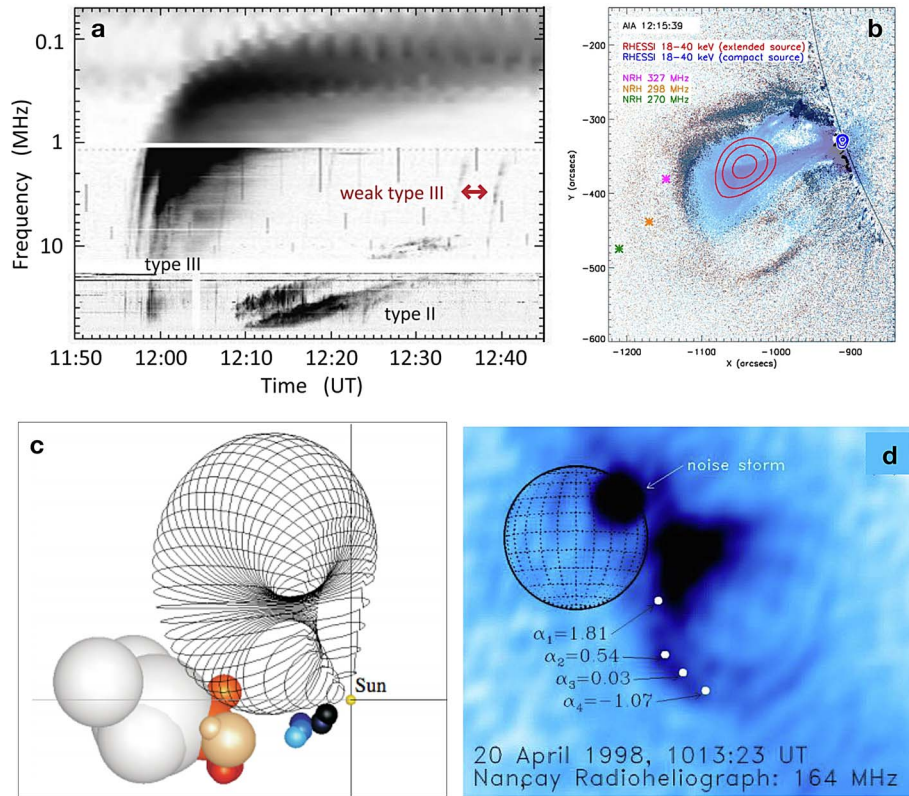 a
0.1
1
10
Frequency (MHz)
weak type III
type III
type II
11:50 12:00 12:10 12:20 12:30 12:40
Time (UT)
b
AIA 12:15:39
RHESSI 18-40 keV (extended source)
RHESSI 18-40 keV (compact source)
NRH 327 MHz
NRH 298 MHz
NRH 270 MHz
-200
-300
-400
-500
-600
Y (arcsecs)
-1200 -1100 -1000 -900
X (arcsecs)
c
Sun
d
noise storm
α₁=1.81
α₂=0.54
α₃=0.03
α₄=-1.07
20 April 1998, 1013:23 UT
Nançay Radioheliograph: 164 MHz